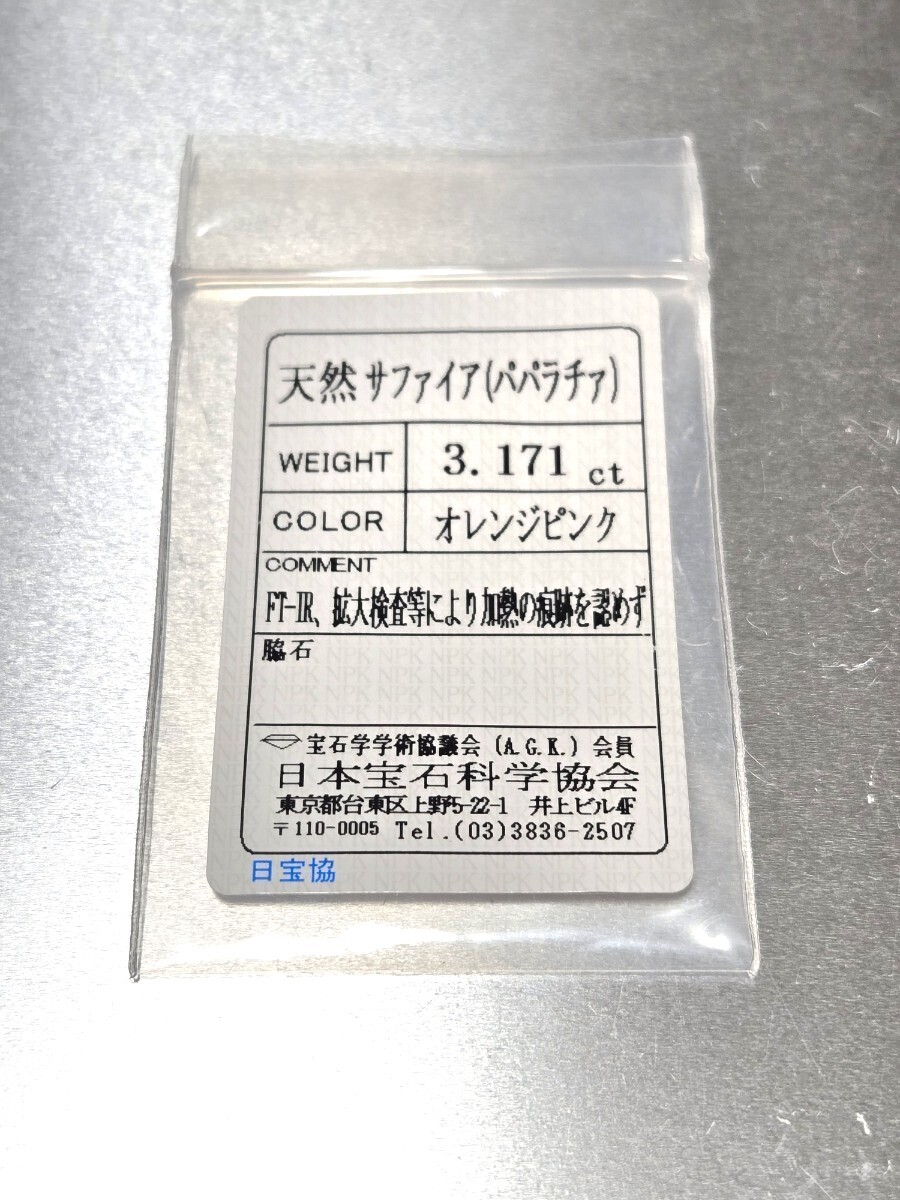 天然 サファイア(パパラチァ)
WEIGHT 3.171 ct
COLOR オレンジピンク
COMMENT
FT-IR、拡大検査等により加熱の痕跡を認めず
脇石
宝石学学術協議会 (A.G.K.) 会員
日本宝石科学協会
東京都台東区上野5-22-1 井上ビル4F
〒110-0005 Tel.(03)3836-2507
日宝協